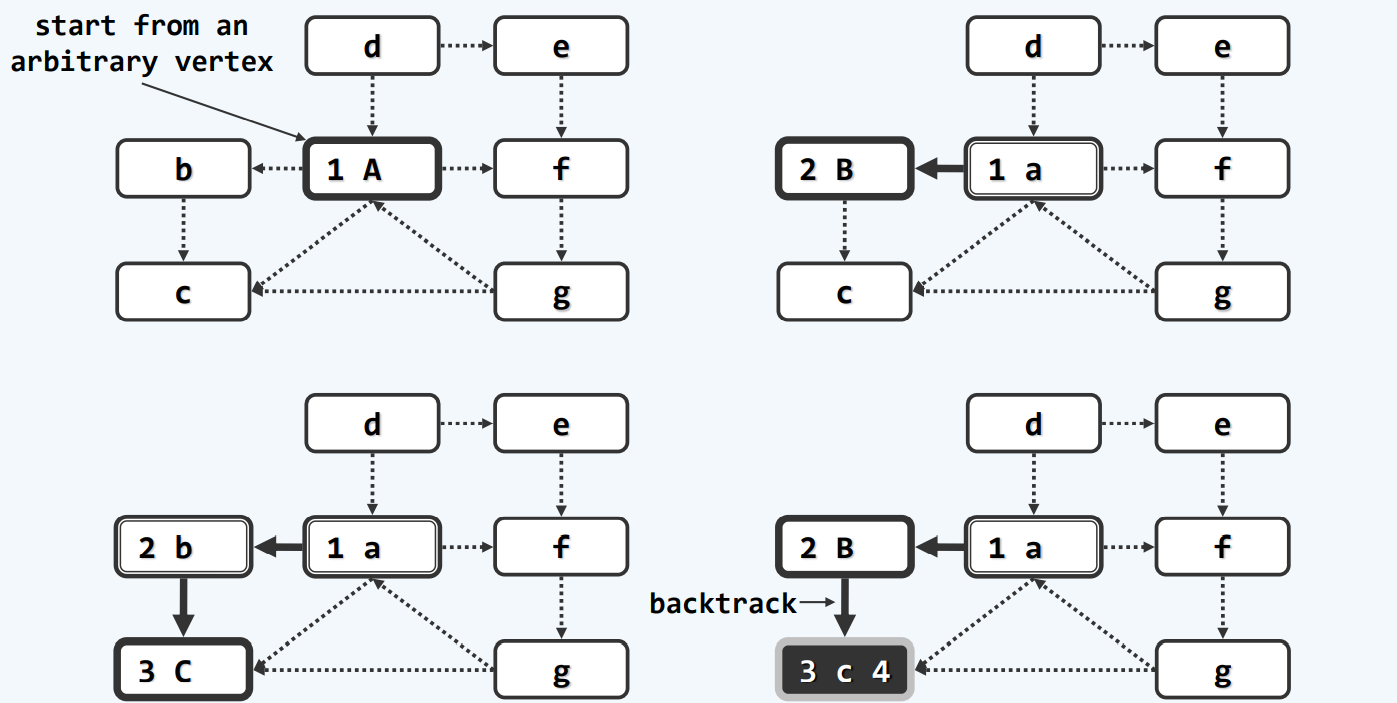 start from an
arbitrary vertex
d e
b 1 A f
c g
d e
2 B 1 a f
c g
d e
2 b 1 a f
3 C g
d e
2 B 1 a f
backtrack
3 c 4 g